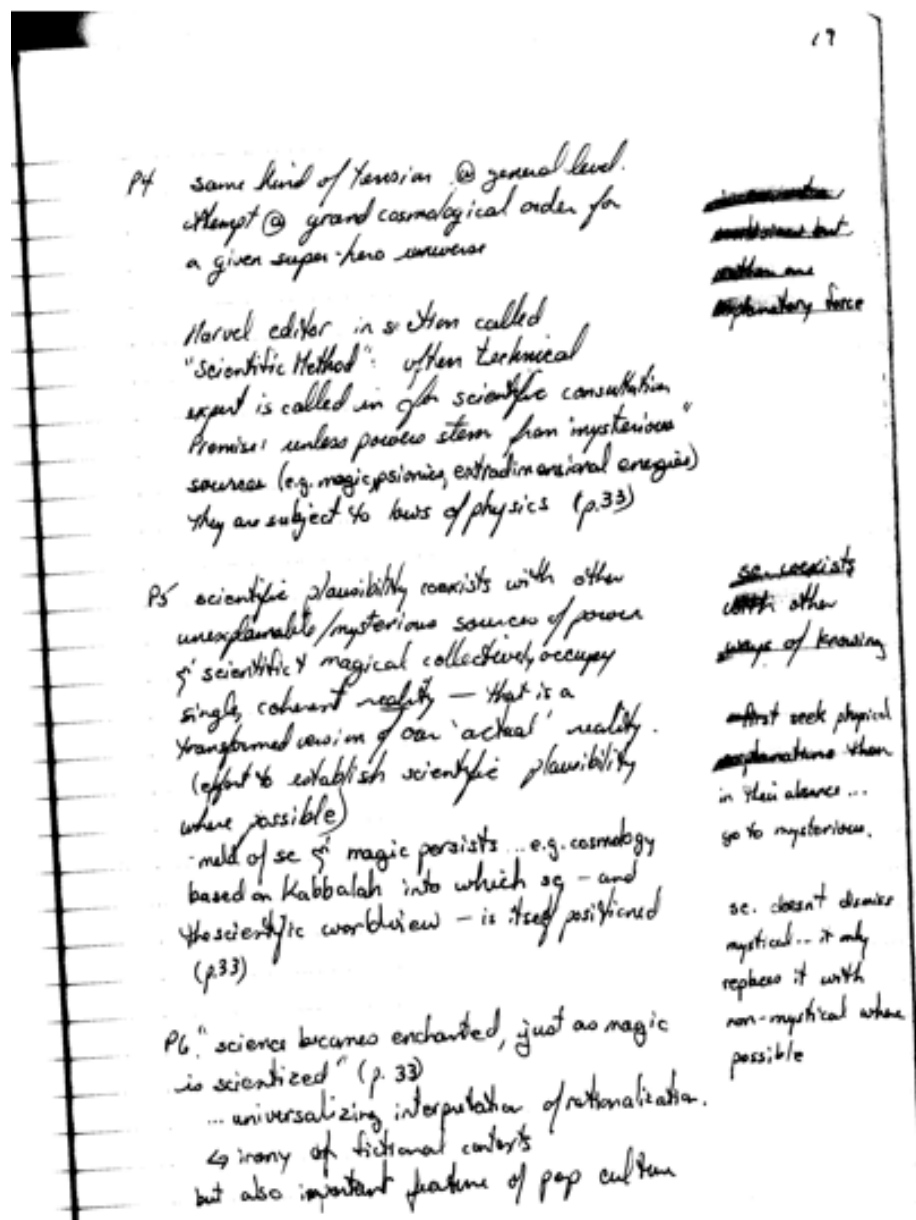 19
P4 same kind of tension @ general level.
attempt @ grand cosmological order for
a given super-hero universe
explanatory force
Marvel editor in section called
"Scientific Method": often technical
expert is called in for scientific consultation
Promise: unless powers stem from "mysterious"
sources (e.g. magic, psionics, extradimensional energies)
they are subject to laws of physics (p.33)
P5 scientific plausibility coexists with other
unexplainable/mysterious sources of power
& scientific & magical collectively occupy
single, coherent reality — that is a
transformed version of our 'actual' reality.
(effort to establish scientific plausibility
where possible)
- meld of sc & magic persists ... e.g. cosmology
based on Kabbalah into which sc - and
the scientific worldview — is itself positioned
(p.33)
sc. coexists
with other
ways of knowing
first seek physical
explanations then
in their absence ...
go to mysterious.
sc. doesn't dismiss
mystical... it only
replaces it with
non-mystical where
possible
P6. "science becomes enchanted, just as magic
is scientized" (p. 33)
... universalizing interpretation of rationalization.
↳ irony of fictional contexts
but also important feature of pop culture